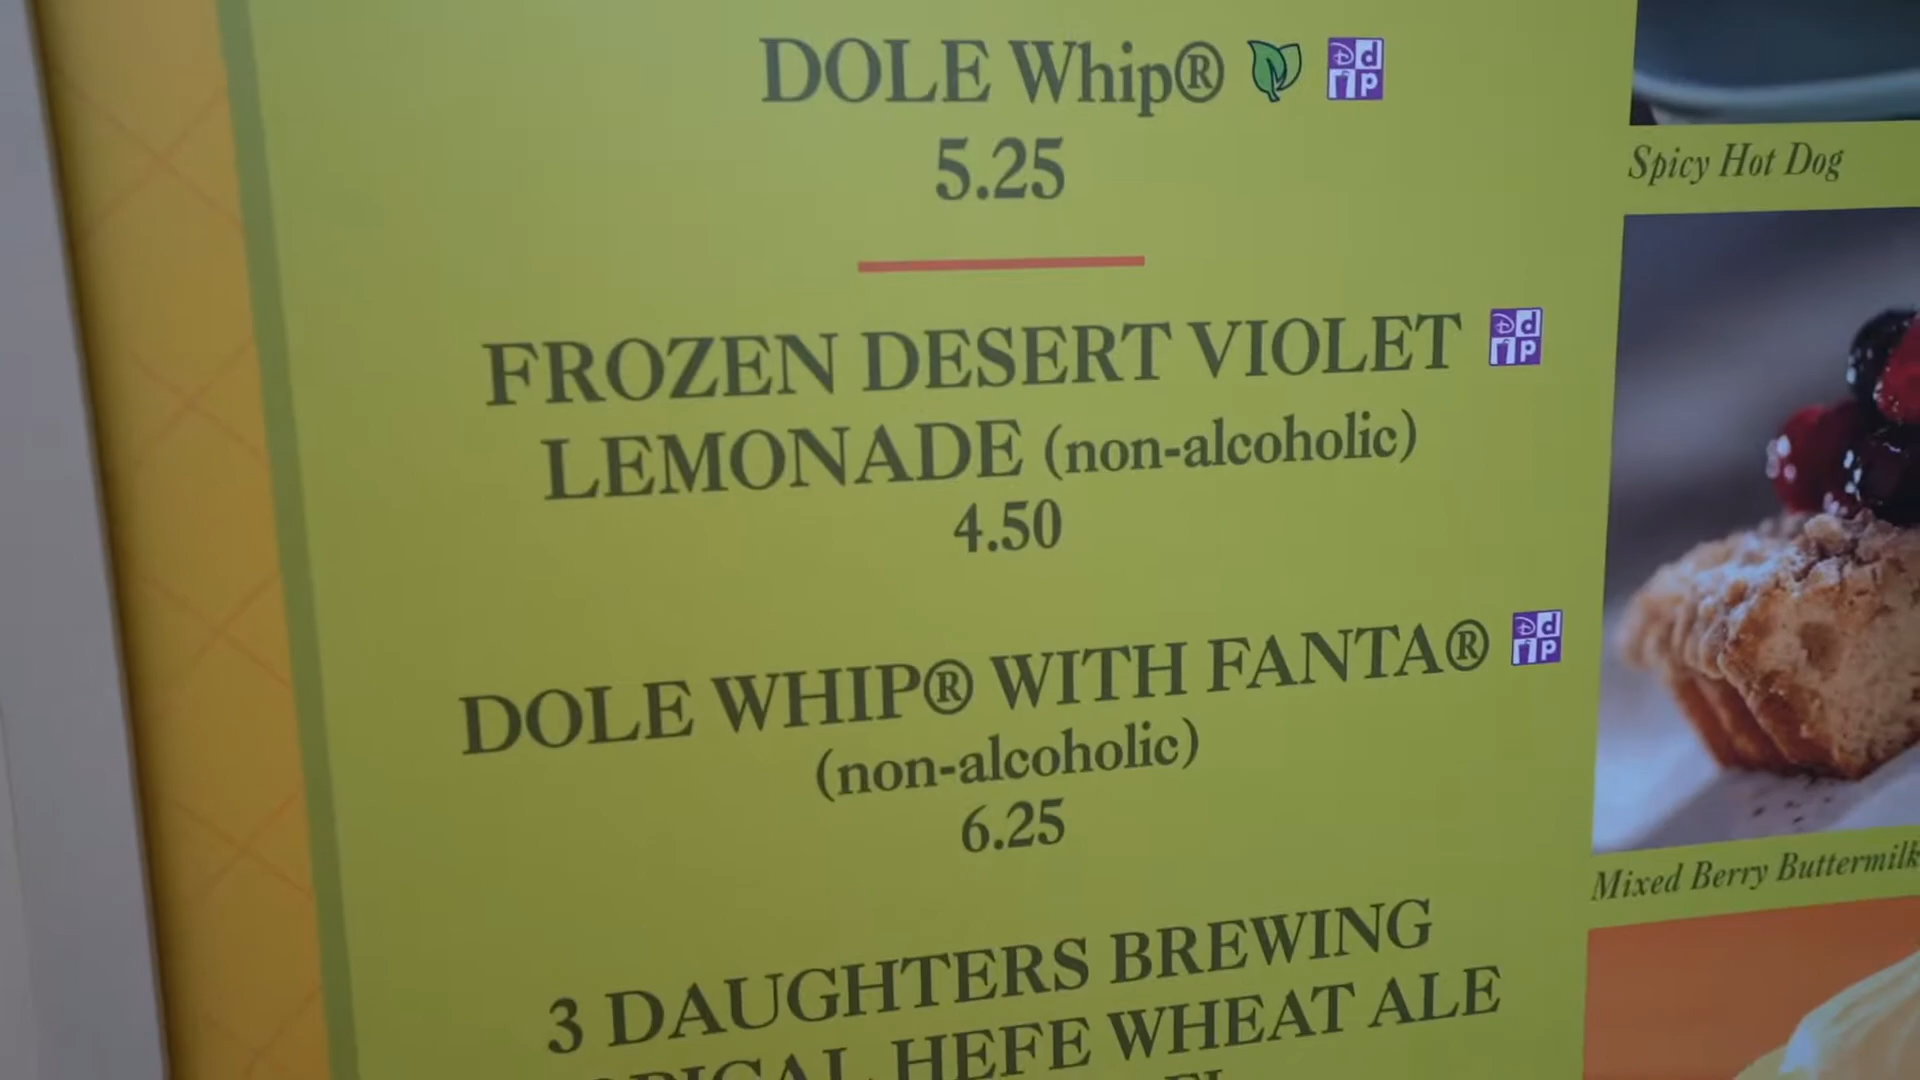 DOLE Whip®
5.25
FROZEN DESERT VIOLET
LEMONADE (non-alcoholic)
4.50
DOLE WHIP® WITH FANTA®
(non-alcoholic)
6.25
3 DAUGHTERS BREWING
HEFE WHEAT ALE
Spicy Hot Dog
Mixed Berry Buttermilk